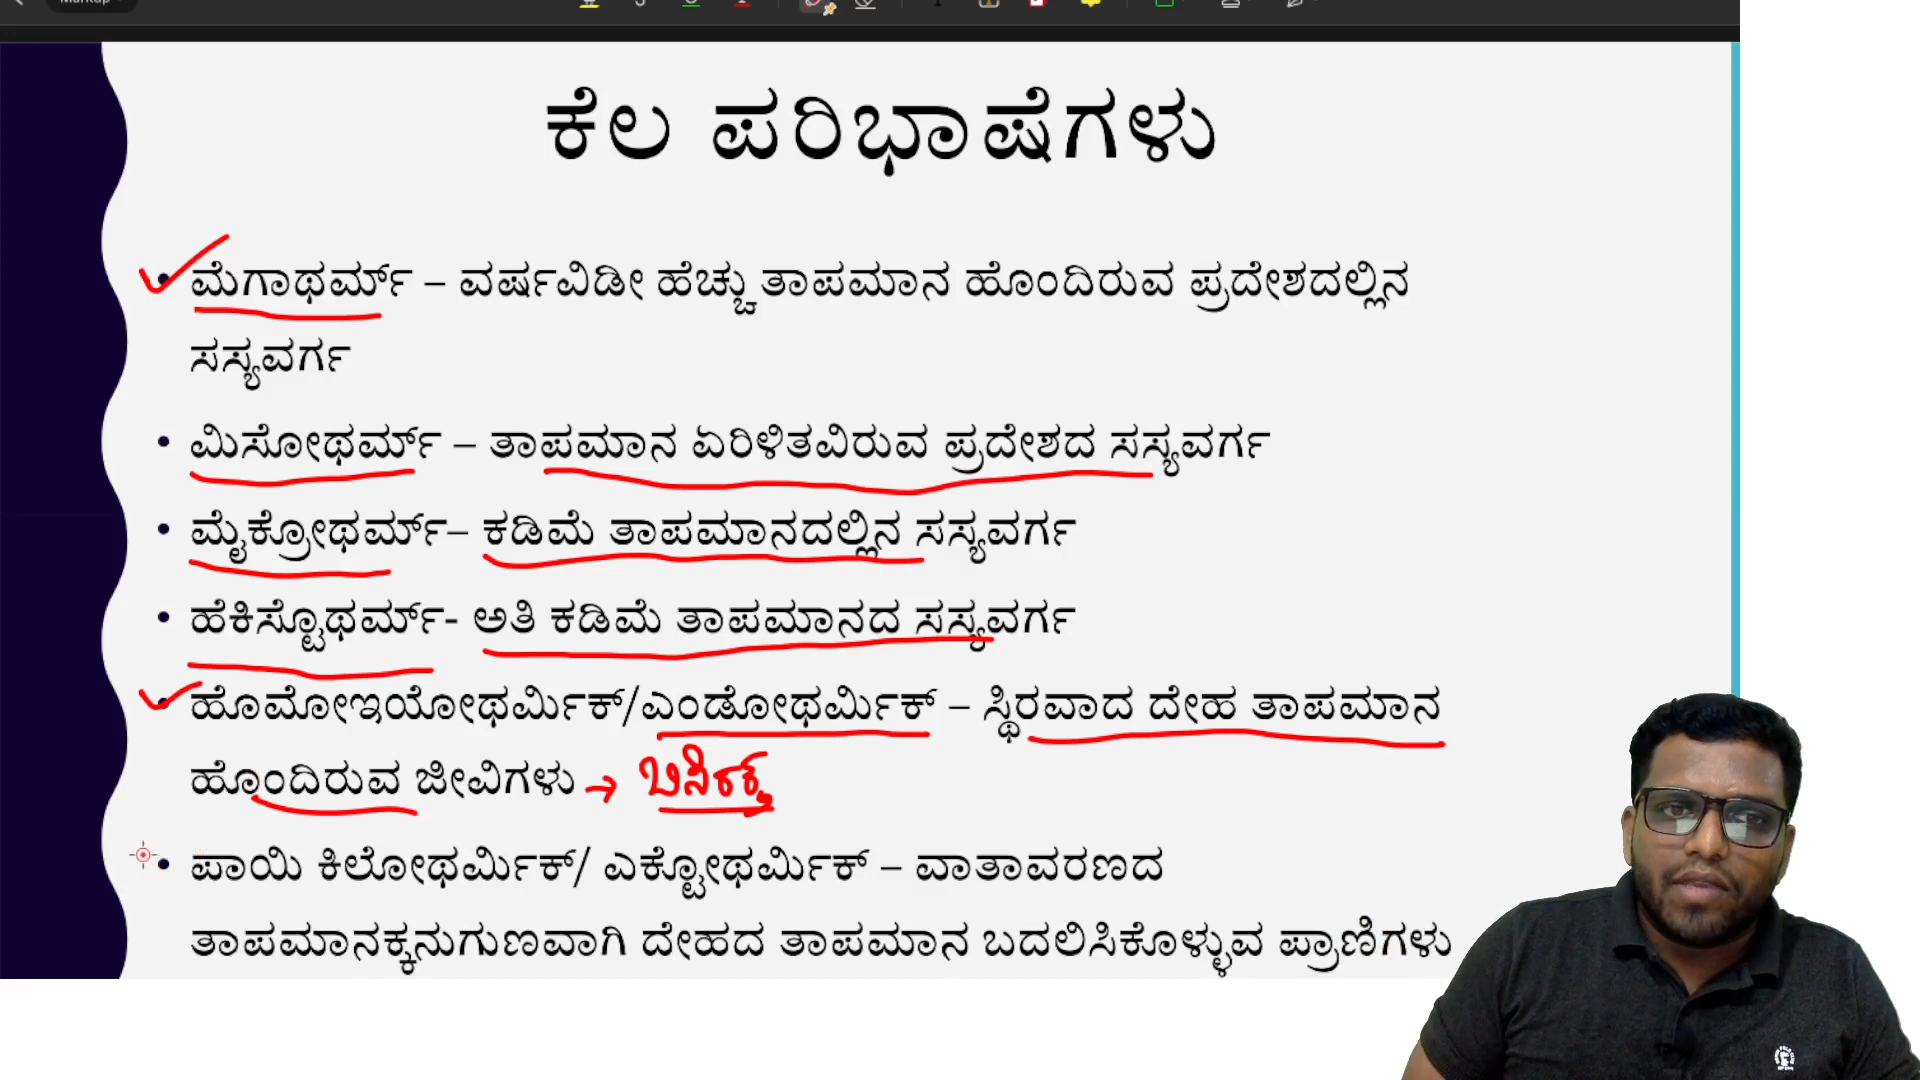 ಕೆಲ ಪರಿಭಾಷೆಗಳು
• ಮೆಗಾಥರ್ಮ್ – ವರ್ಷವಿಡೀ ಹೆಚ್ಚು ತಾಪಮಾನ ಹೊಂದಿರುವ ಪ್ರದೇಶದಲ್ಲಿನ
ಸಸ್ಯವರ್ಗ
• ಮಿಸೋಥರ್ಮ್ – ತಾಪಮಾನ ಏರಿಳಿತವಿರುವ ಪ್ರದೇಶದ ಸಸ್ಯವರ್ಗ
• ಮೈಕ್ರೋಥರ್ಮ್– ಕಡಿಮೆ ತಾಪಮಾನದಲ್ಲಿನ ಸಸ್ಯವರ್ಗ
• ಹೆಕಿಸ್ಟೊಥರ್ಮ್- ಅತಿ ಕಡಿಮೆ ತಾಪಮಾನದ ಸಸ್ಯವರ್ಗ
• ಹೊಮೋಇಯೋಥರ್ಮಿಕ್/ಎಂಡೋಥರ್ಮಿಕ್ – ಸ್ಥಿರವಾದ ದೇಹ ತಾಪಮಾನ
ಹೊಂದಿರುವ ಜೀವಿಗಳು → ಬಿಸಿರಕ್ತ
• ಪಾಯಿ ಕಿಲೋಥರ್ಮಿಕ್/ ಎಕ್ಟೋಥರ್ಮಿಕ್ – ವಾತಾವರಣದ
ತಾಪಮಾನಕ್ಕನುಗುಣವಾಗಿ ದೇಹದ ತಾಪಮಾನ ಬದಲಿಸಿಕೊಳ್ಳುವ ಪ್ರಾಣಿಗಳು